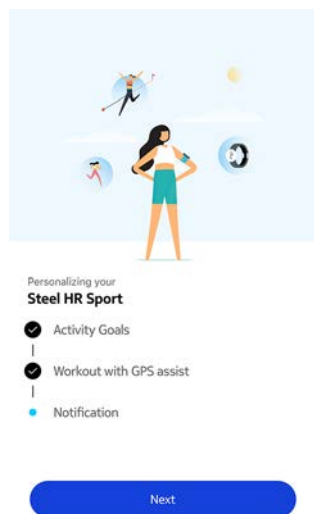 Personalizing your
Steel HR Sport
Activity Goals
Workout with GPS assist
Notification
Next